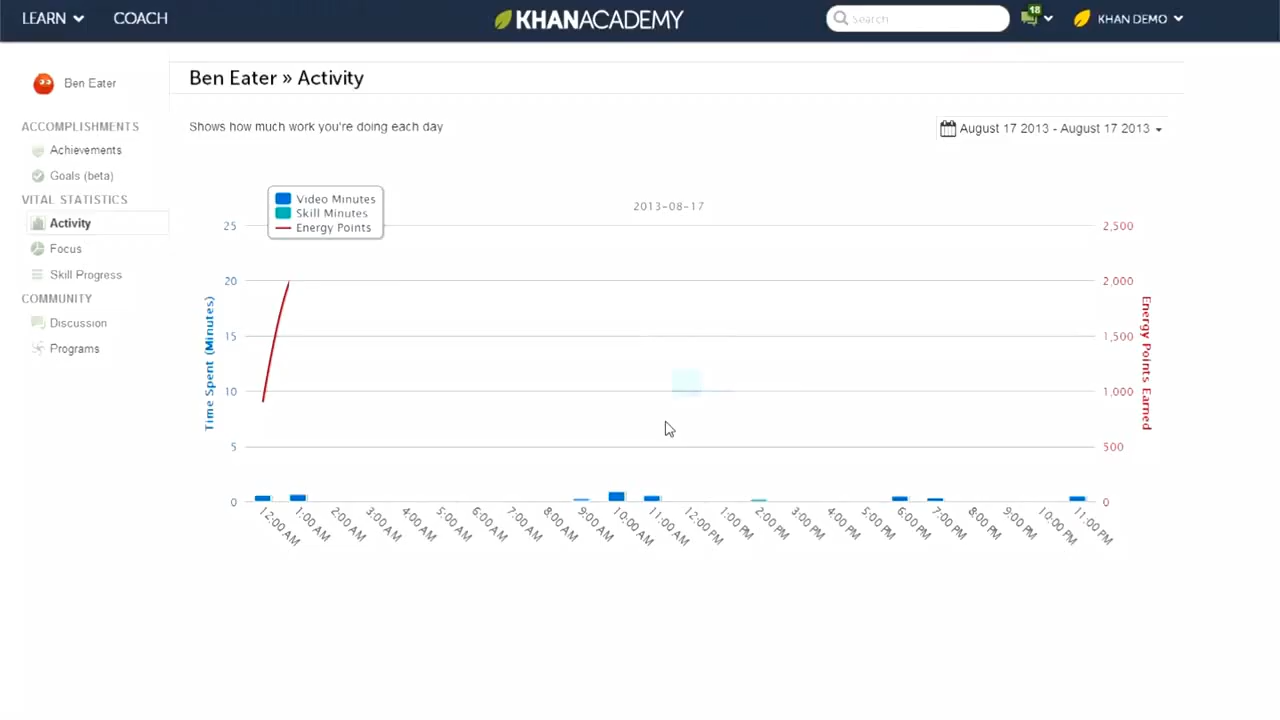 LEARN COACH KHANACADEMY Search 18 KHAN DEMO
Ben Eater
Ben Eater » Activity
ACCOMPLISHMENTS
Achievements
Goals (beta)
VITAL STATISTICS
Activity
Focus
Skill Progress
COMMUNITY
Discussion
Programs
Shows how much work you're doing each day
August 17 2013 - August 17 2013
Video Minutes
Skill Minutes
Energy Points
2013-08-17
Time Spent (Minutes)
25
20
15
10
5
0
2,500
2,000
1,500
1,000
500
0
Energy Points Earned
12:00 AM
1:00 AM
2:00 AM
3:00 AM
4:00 AM
5:00 AM
6:00 AM
7:00 AM
8:00 AM
9:00 AM
10:00 AM
11:00 AM
12:00 PM
1:00 PM
2:00 PM
3:00 PM
4:00 PM
5:00 PM
6:00 PM
7:00 PM
8:00 PM
9:00 PM
10:00 PM
11:00 PM